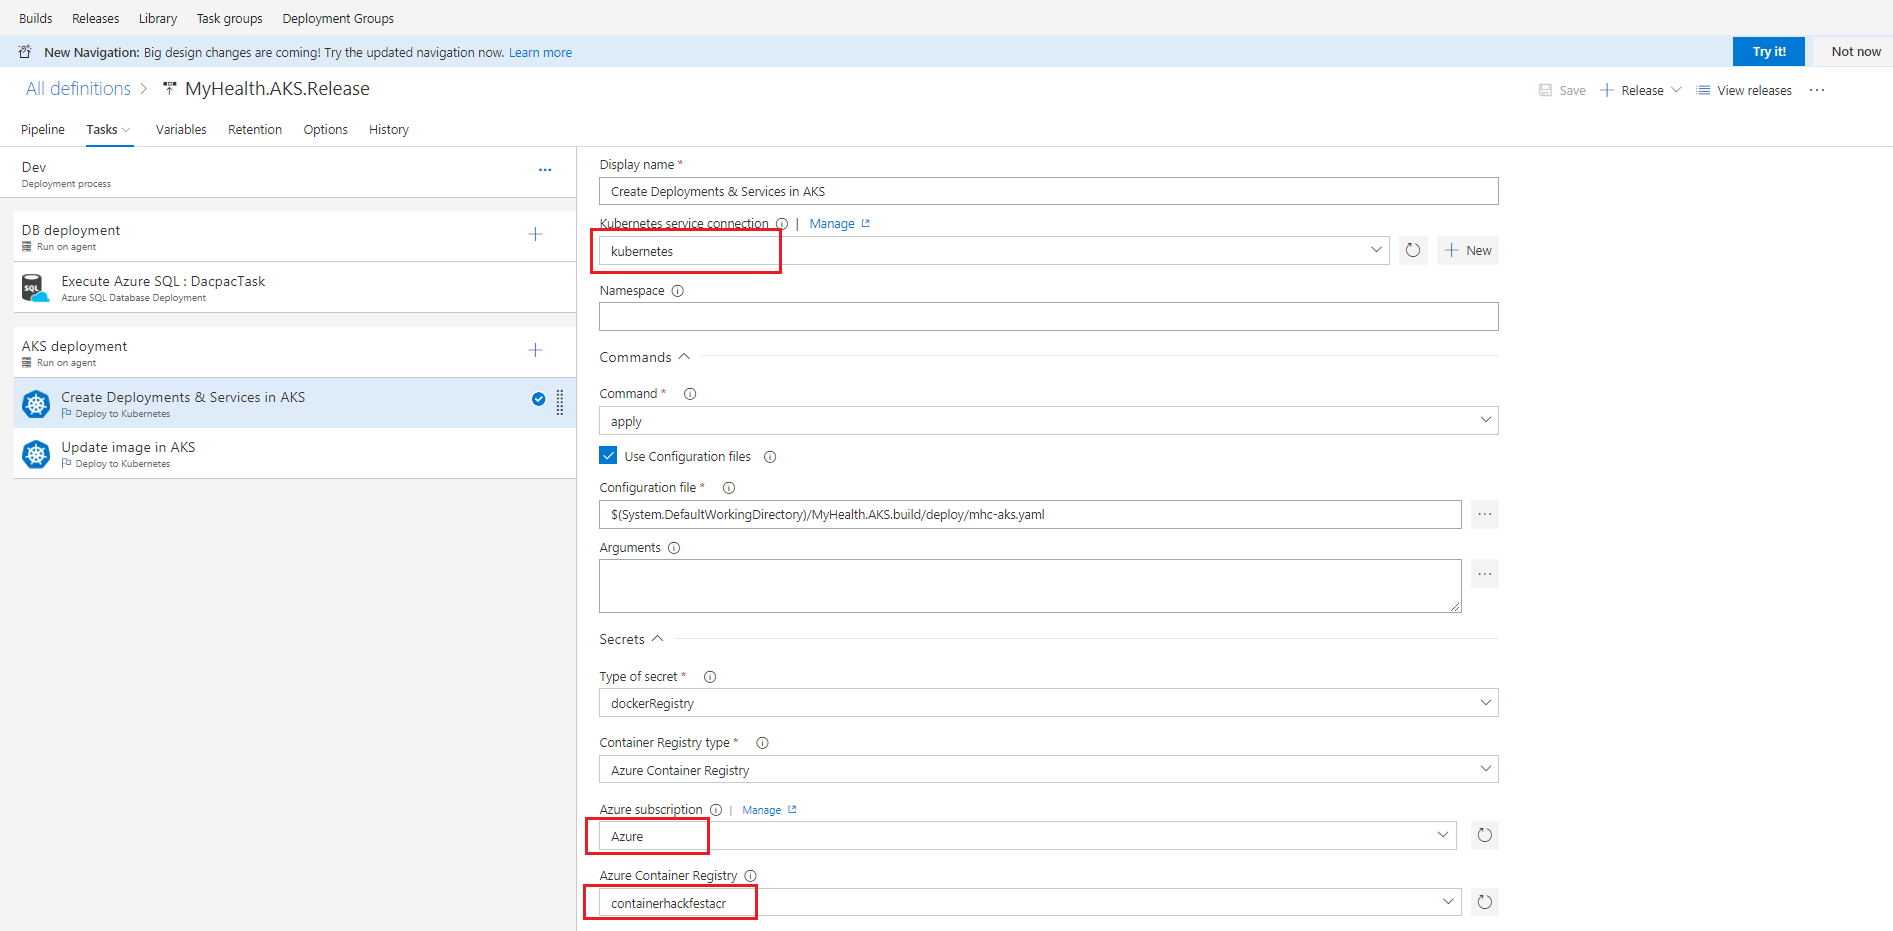 Builds Releases Library Task groups Deployment Groups
New Navigation: Big design changes are coming! Try the updated navigation now. Learn more Try it! Not now
All definitions > MyHealth.AKS.Release Save + Release View releases ...
Pipeline Tasks Variables Retention Options History
Dev ...
Deployment process
DB deployment
Run on agent
Execute Azure SQL : DacpacTask
Azure SQL Database Deployment
AKS deployment
Run on agent
Create Deployments & Services in AKS
Deploy to Kubernetes
Update image in AKS
Deploy to Kubernetes
Display name *
Create Deployments & Services in AKS
Kubernetes service connection | Manage
kubernetes
+ New
Namespace
Commands
Command *
apply
Use Configuration files
Configuration file *
$(System.DefaultWorkingDirectory)/MyHealth.AKS.build/deploy/mhc-aks.yaml ...
Arguments
...
Secrets
Type of secret *
dockerRegistry
Container Registry type *
Azure Container Registry
Azure subscription | Manage
Azure
Azure Container Registry
containerhackfestacr